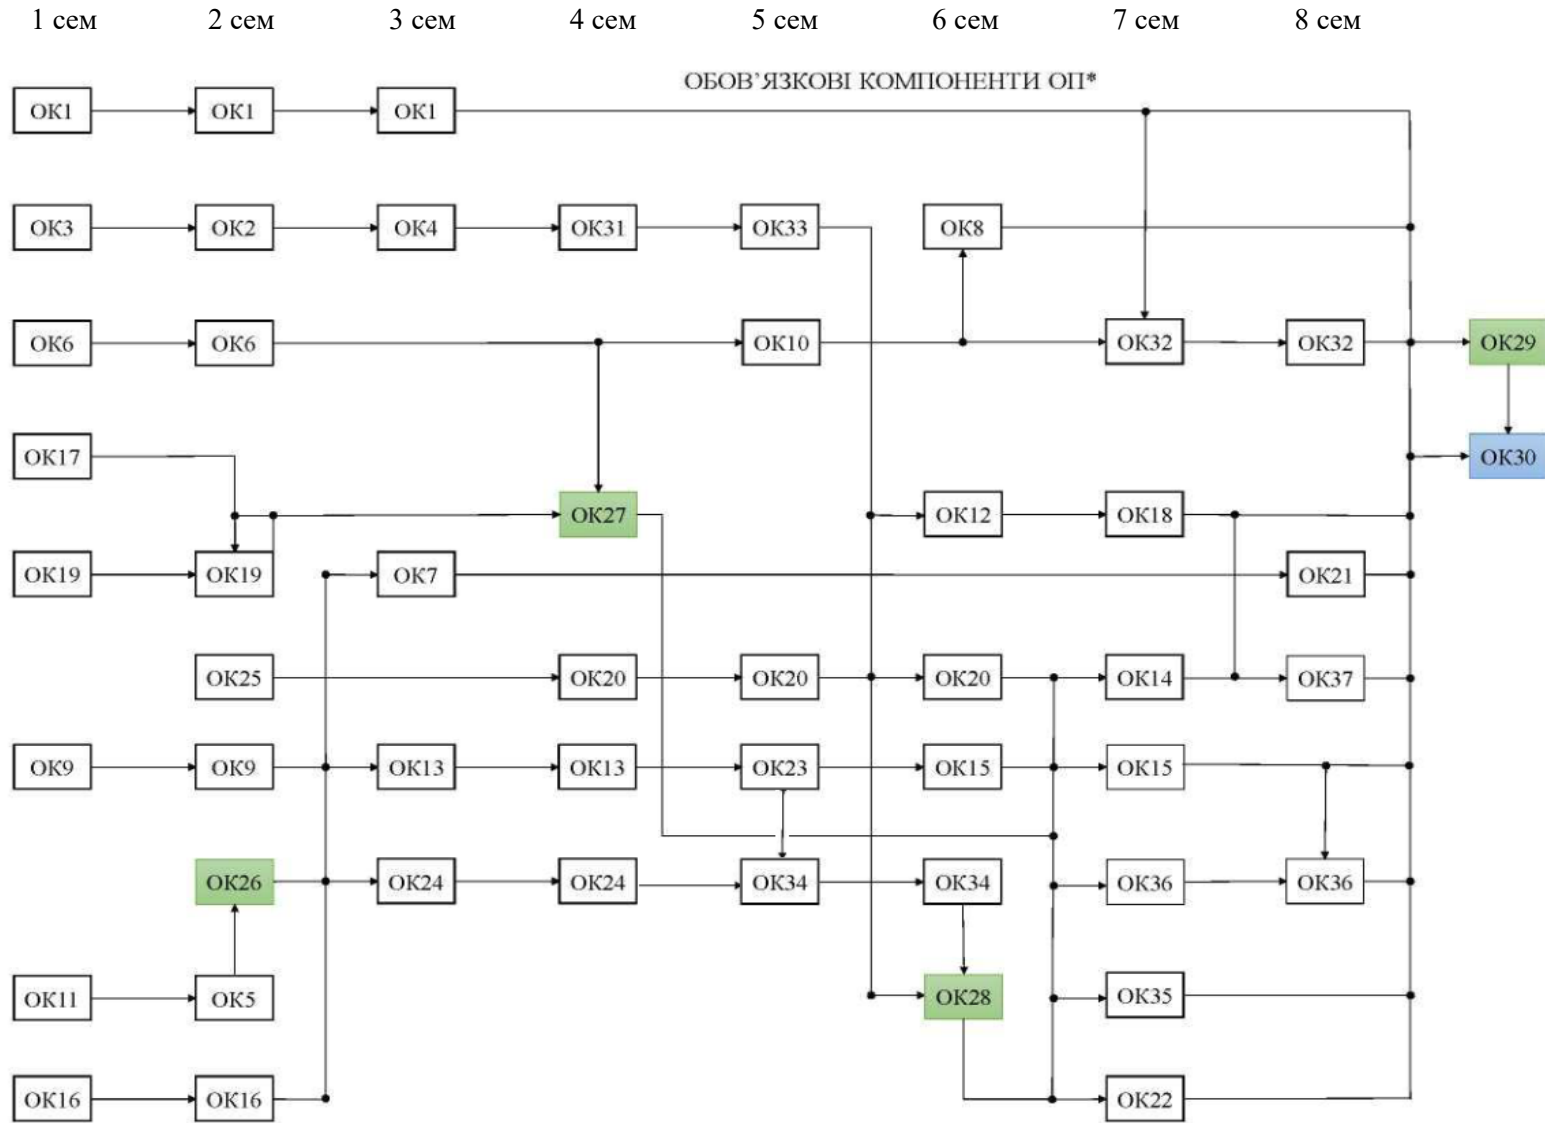 1 сем 2 сем 3 сем 4 сем 5 сем 6 сем 7 сем 8 сем
ОБОВ’ЯЗКОВІ КОМПОНЕНТИ ОП*
ОК1 ОК1 ОК1
ОК3 ОК2 ОК4 ОК31 ОК33 ОК8
ОК6 ОК6 ОК10 ОК32 ОК32 ОК29
ОК17 ОК30
ОК27 ОК12 ОК18
ОК19 ОК19 ОК7 ОК21
ОК25 ОК20 ОК20 ОК20 ОК14 ОК37
ОК9 ОК9 ОК13 ОК13 ОК23 ОК15 ОК15
ОК26 ОК24 ОК24 ОК34 ОК34 ОК36 ОК36
ОК11 ОК5 ОК28 ОК35
ОК16 ОК16 ОК22